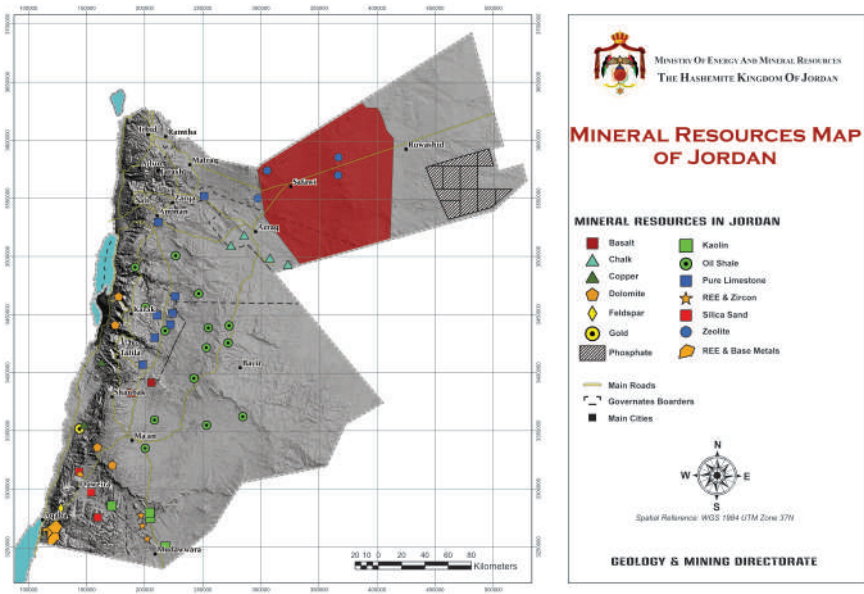 MINISTRY OF ENERGY AND MINERAL RESOURCES
THE HASHEMITE KINGDOM OF JORDAN
MINERAL RESOURCES MAP
OF JORDAN
MINERAL RESOURCES IN JORDAN
Basalt
Chalk
Copper
Dolomite
Feldspar
Gold
Phosphate
Kaolin
Oil Shale
Pure Limestone
REE & Zircon
Silica Sand
Zeolite
REE & Base Metals
Main Roads
Governates Boarders
Main Cities
N
W
E
S
Spatial Reference: WGS 1984 UTM Zone 37N
GEOLOGY & MINING DIRECTORATE
Irbid
Ramtha
Mafraq
Ajlun
Jarash
Salt
Zarqa
Amman
Azraq
Safawi
Ruwashid
Karak
Tafila
Bayir
Shawbak
Ma'an
Quweira
Aqaba
Mudawwara
20 10 0 20 40 60 80
Kilometers